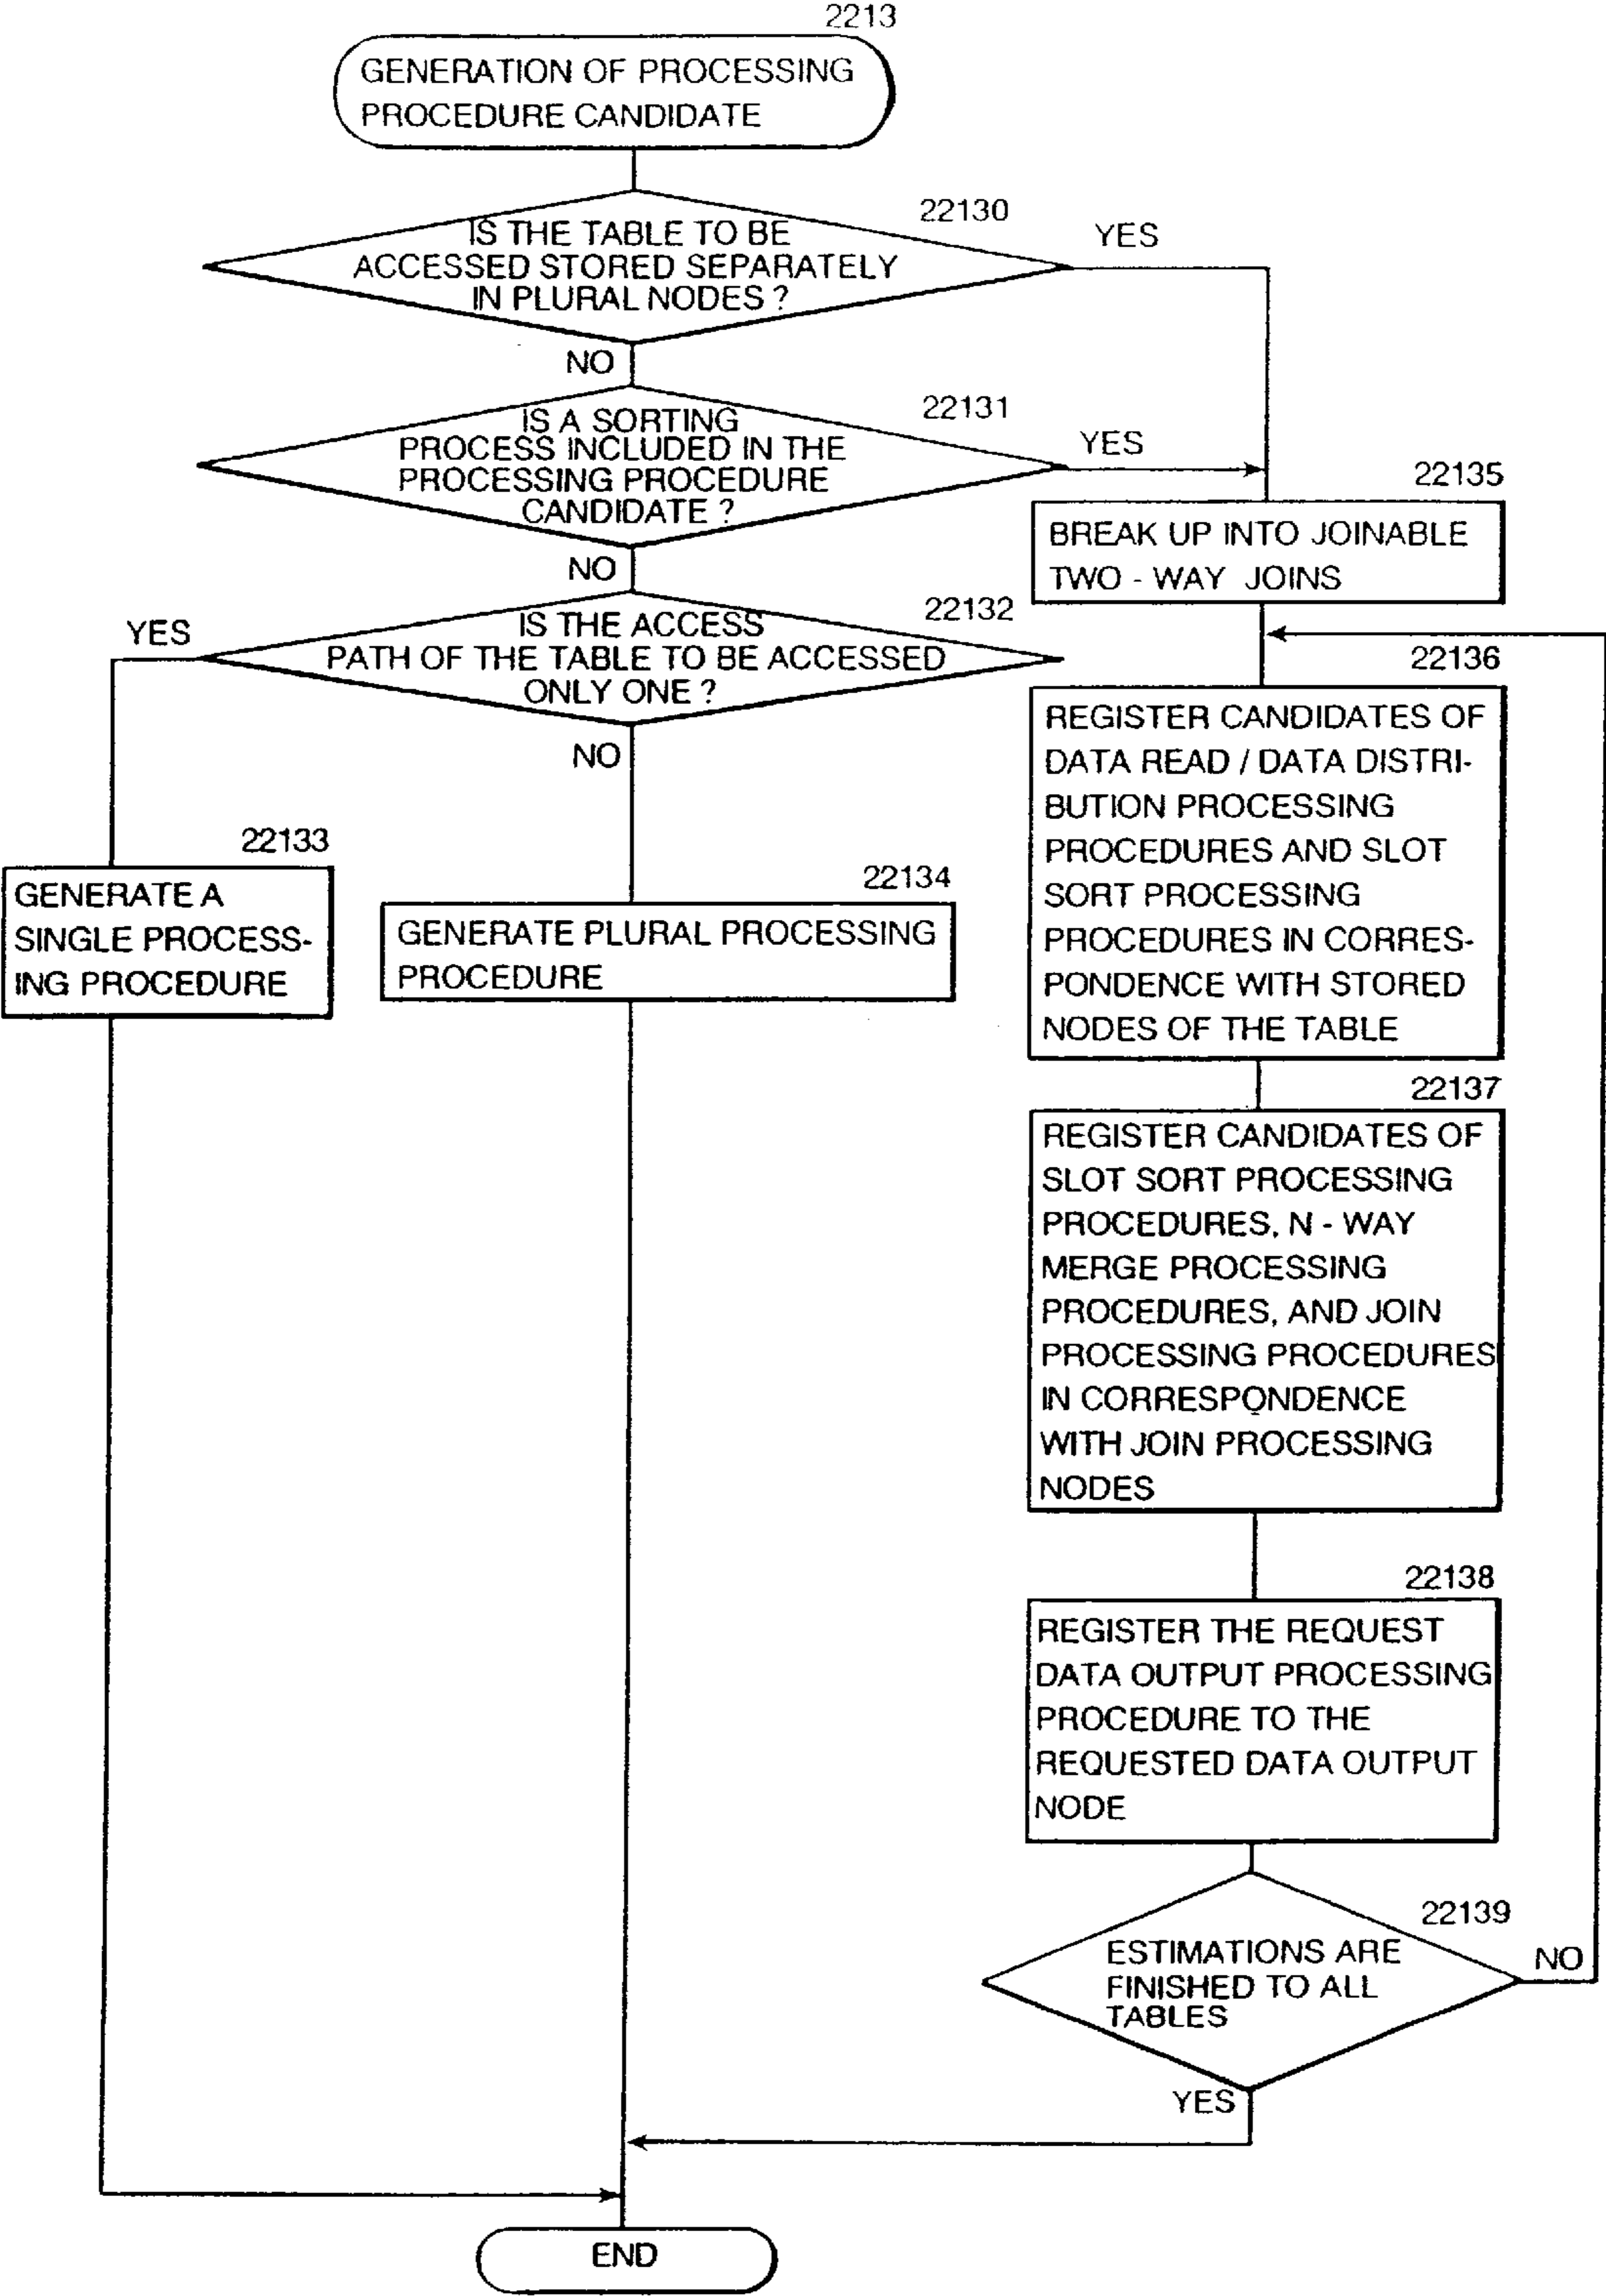 2213
GENERATION OF PROCESSING
PROCEDURE CANDIDATE
22130
IS THE TABLE TO BE
ACCESSED STORED SEPARATELY
IN PLURAL NODES ?
YES
NO
22131
IS A SORTING
PROCESS INCLUDED IN THE
PROCESSING PROCEDURE
CANDIDATE ?
YES
NO
22132
IS THE ACCESS
PATH OF THE TABLE TO BE ACCESSED
ONLY ONE ?
YES
NO
22133
GENERATE A
SINGLE PROCESS-
ING PROCEDURE
22134
GENERATE PLURAL PROCESSING
PROCEDURE
22135
BREAK UP INTO JOINABLE
TWO - WAY JOINS
22136
REGISTER CANDIDATES OF
DATA READ / DATA DISTRI-
BUTION PROCESSING
PROCEDURES AND SLOT
SORT PROCESSING
PROCEDURES IN CORRES-
PONDENCE WITH STORED
NODES OF THE TABLE
22137
REGISTER CANDIDATES OF
SLOT SORT PROCESSING
PROCEDURES, N - WAY
MERGE PROCESSING
PROCEDURES, AND JOIN
PROCESSING PROCEDURES
IN CORRESPONDENCE
WITH JOIN PROCESSING
NODES
22138
REGISTER THE REQUEST
DATA OUTPUT PROCESSING
PROCEDURE TO THE
REQUESTED DATA OUTPUT
NODE
22139
ESTIMATIONS ARE
FINISHED TO ALL
TABLES
NO
YES
END